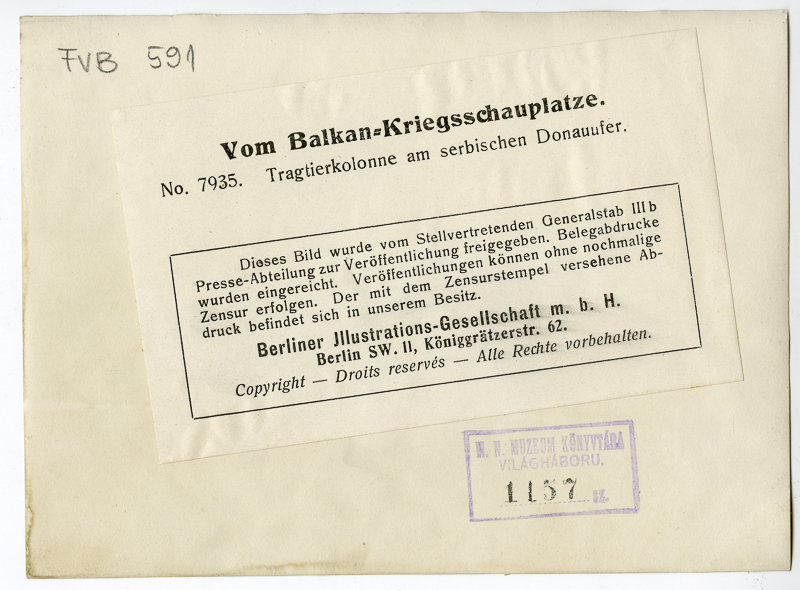 FVB 591
Vom Balkan=Kriegsschauplatze.
No. 7935. Tragtierkolonne am serbischen Donauufer.
Dieses Bild wurde vom Stellvertretenden Generalstab III b
Presse-Abteilung zur Veröffentlichung freigegeben. Belegabdrucke
wurden eingereicht. Veröffentlichungen können ohne nochmalige
Zensur erfolgen. Der mit dem Zensurstempel versehene Ab-
druck befindet sich in unserem Besitz.
Berliner Jllustrations-Gesellschaft m. b. H.
Berlin SW. 11, Königgrätzerstr. 62.
Copyright — Droits reservés — Alle Rechte vorbehalten.
M. N. MUZEUM KÖNYVTÁRA
VILÁGHÁBORU.
1157 sz.